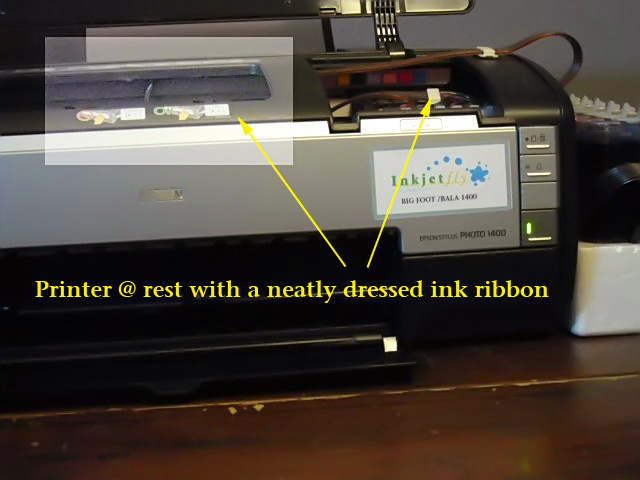 Inkjetfly
BIG FOOT /BALA 1400
EPSON STYLUS PHOTO 1400
Printer @ rest with a neatly dressed ink ribbon